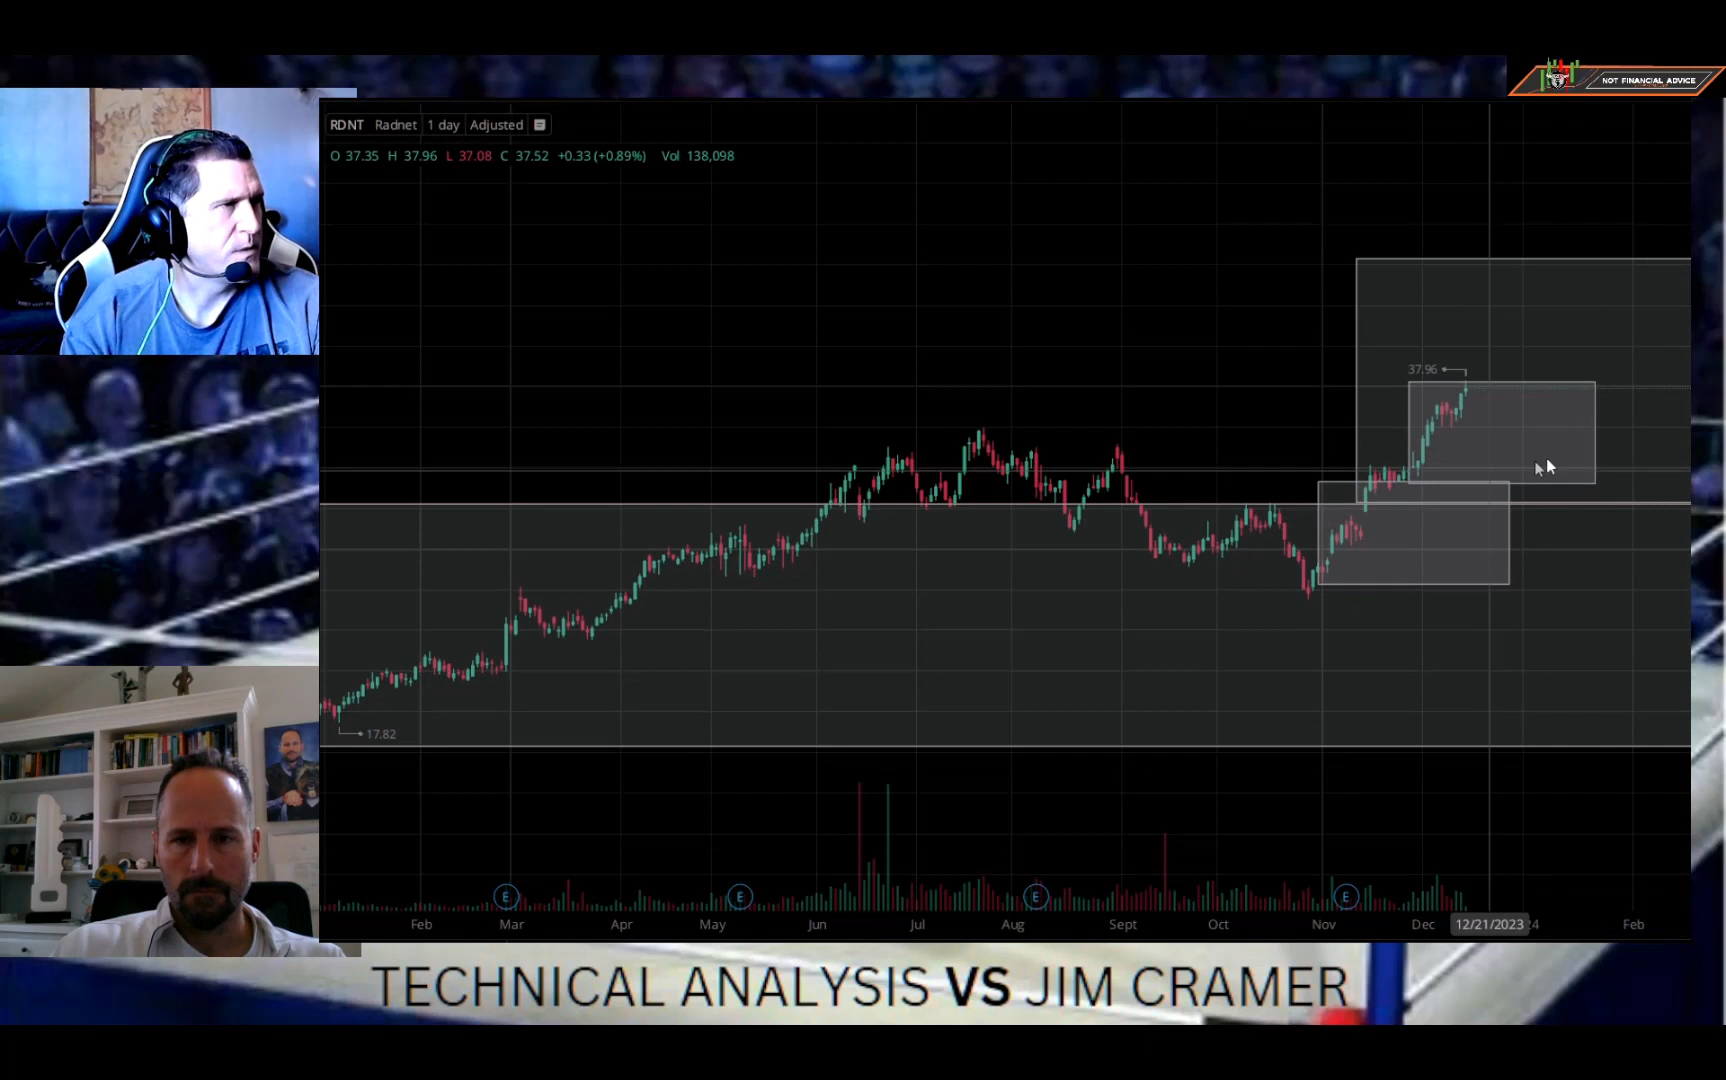 NOT FINANCIAL ADVICE
RDNT Radnet 1 day Adjusted
O 37.35 H 37.96 L 37.08 C 37.52 +0.33 (+0.89%) Vol 138,098
37.96
17.82
E E E E
Feb Mar Apr May Jun Jul Aug Sept Oct Nov Dec 12/21/2023 24 Feb
TECHNICAL ANALYSIS VS JIM CRAMER